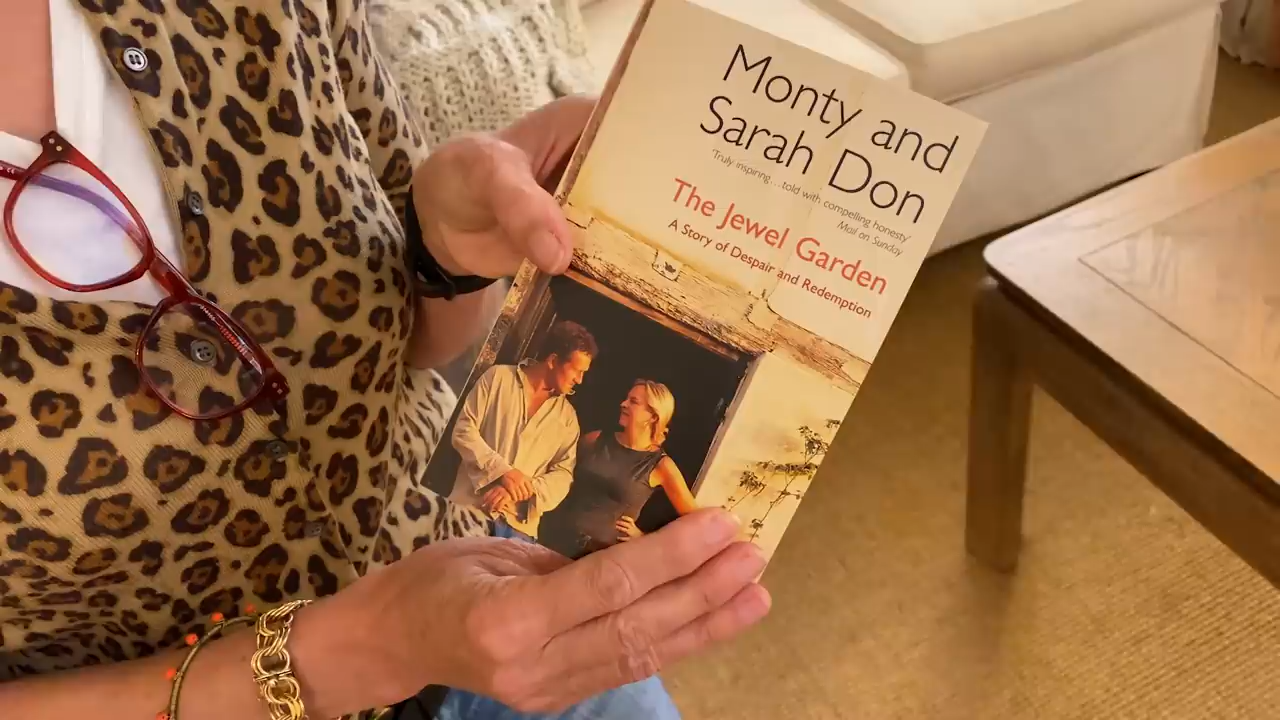 Monty and
Sarah Don
'Truly inspiring...told with compelling honesty'
Mail on Sunday
The Jewel Garden
A Story of Despair and Redemption